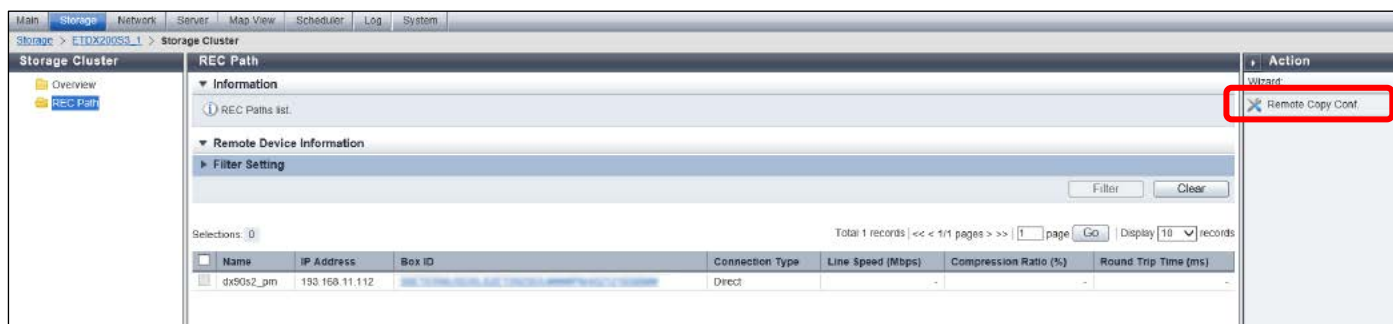 Main Storage Network Server Map View Scheduler Log System
Storage > ETDX200S3_1 > Storage Cluster
Storage Cluster
Overview
REC Path
REC Path
Information
REC Paths list.
Remote Device Information
Filter Setting
Filter Clear
Selections: 0
Total 1 records | << < 1/1 pages > >> | 1 page Go | Display 10 records
Name IP Address Box ID Connection Type Line Speed (Mbps) Compression Ratio (%) Round Trip Time (ms)
dx90s2_pm 193.168.11.112 Direct - - -
Action
Wizard:
Remote Copy Conf.